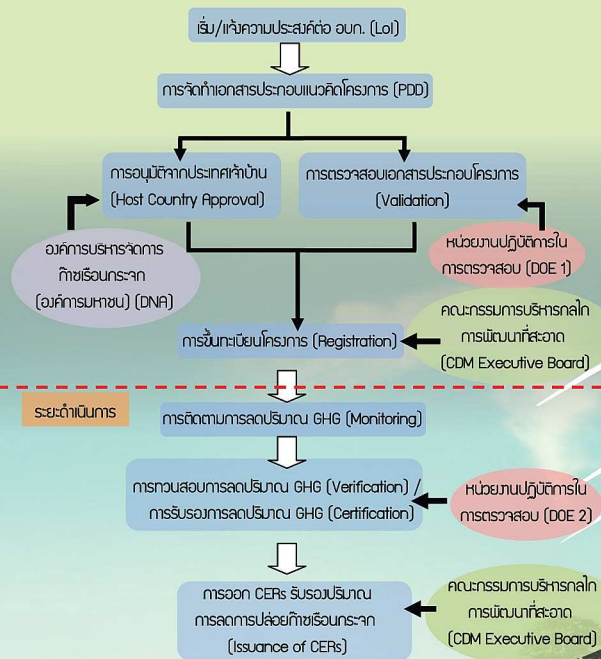 เริ่ม/แจ้งความประสงค์ต่อ อบก. (LoI)
การจัดทำเอกสารประกอบแนวคิดโครงการ (PDD)
การอนุมัติจากประเทศเจ้าบ้าน
(Host Country Approval)
การตรวจสอบเอกสารประกอบโครงการ
(Validation)
องค์การบริหารจัดการ
ก๊าซเรือนกระจก
(องค์การมหาชน) (DNA)
หน่วยงานปฏิบัติการใน
การตรวจสอบ (DOE 1)
คณะกรรมการบริหารกลไก
การพัฒนาที่สะอาด
(CDM Executive Board)
การขึ้นทะเบียนโครงการ (Registration)
ระยะดำเนินการ
การติดตามการลดปริมาณ GHG (Monitoring)
การทวนสอบการลดปริมาณ GHG (Verification) /
การรับรองการลดปริมาณ GHG (Certification)
หน่วยงานปฏิบัติการใน
การตรวจสอบ (DOE 2)
การออก CERs รับรองปริมาณ
การลดการปล่อยก๊าซเรือนกระจก
(Issuance of CERs)
คณะกรรมการบริหารกลไก
การพัฒนาที่สะอาด
(CDM Executive Board)